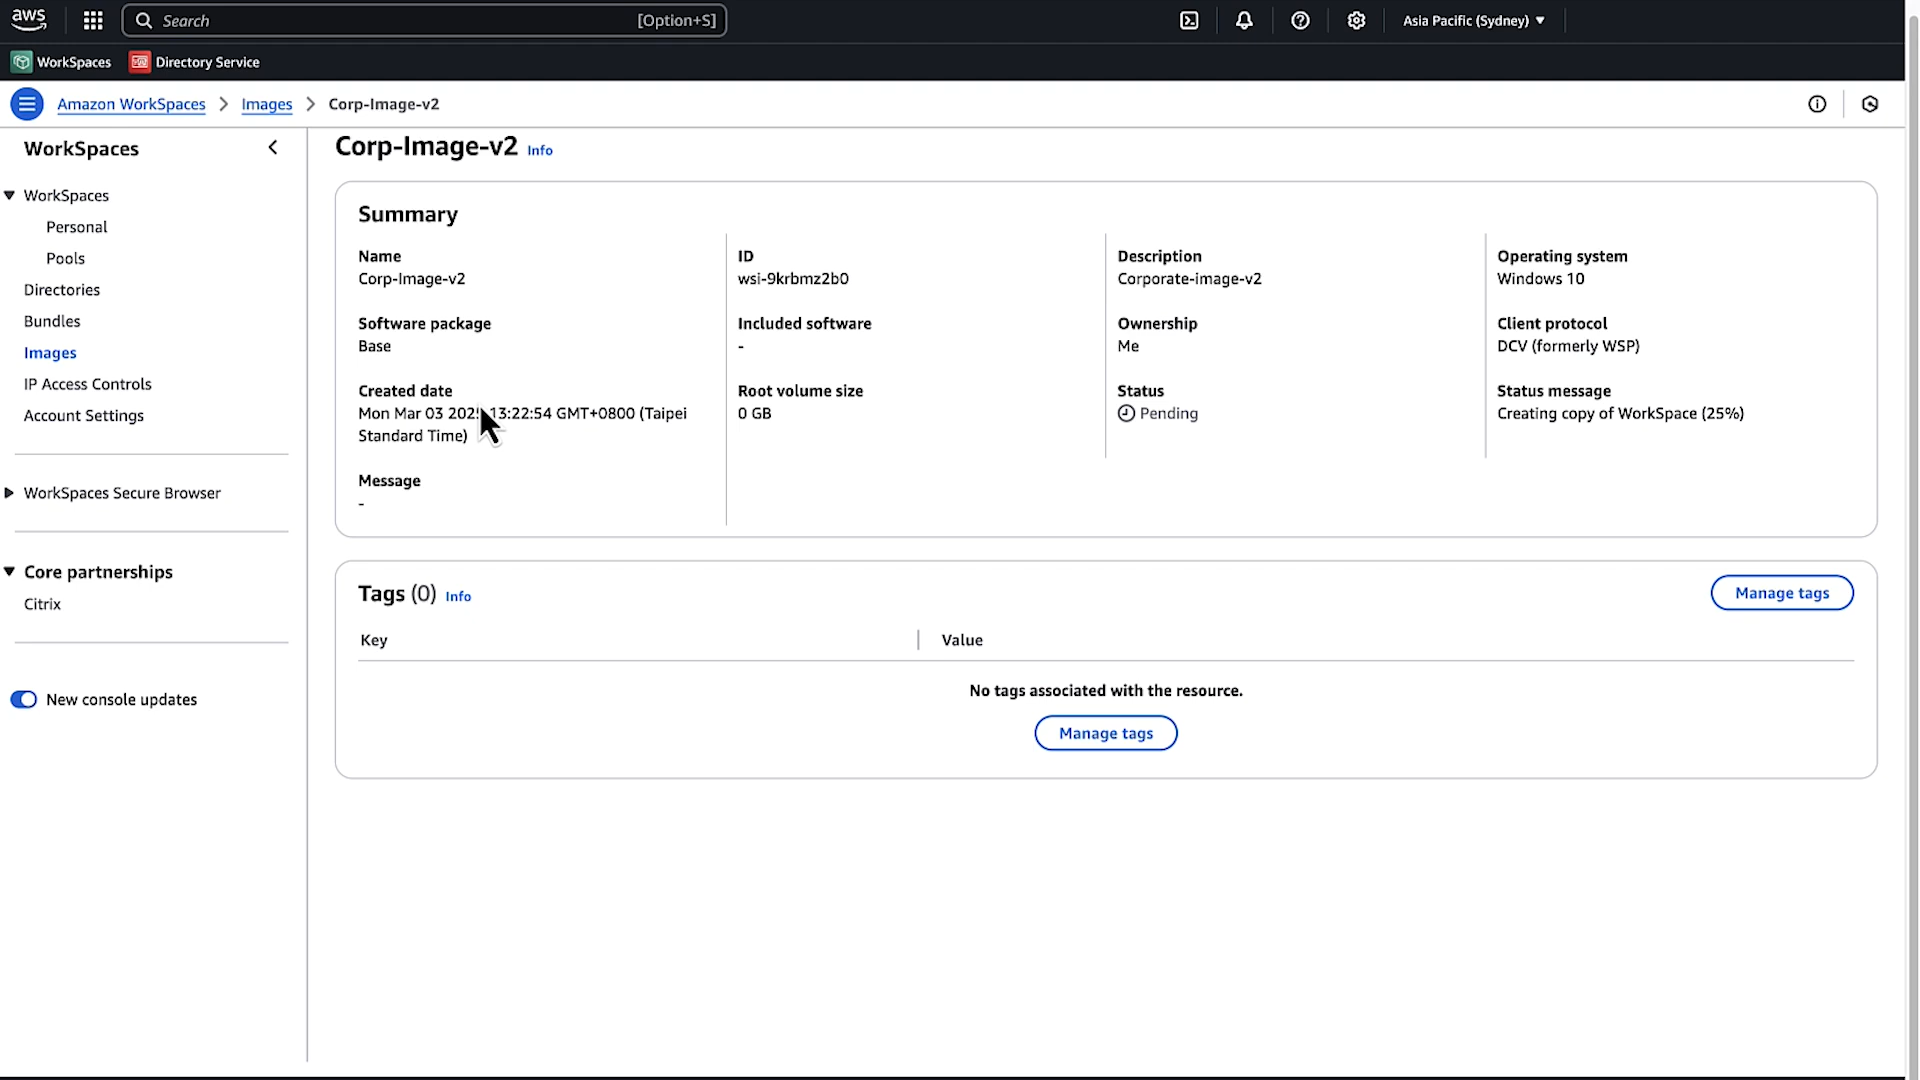 aws
Search [Option+S] Asia Pacific (Sydney)
WorkSpaces Directory Service
Amazon WorkSpaces Images Corp-Image-v2
WorkSpaces
WorkSpaces
Personal
Pools
Directories
Bundles
Images
IP Access Controls
Account Settings
WorkSpaces Secure Browser
Core partnerships
Citrix
New console updates
Corp-Image-v2 Info
Summary
Name
Corp-Image-v2
ID
wsi-9krbmz2b0
Description
Corporate-image-v2
Operating system
Windows 10
Software package
Base
Included software
-
Ownership
Me
Client protocol
DCV (formerly WSP)
Created date
Mon Mar 03 2025 13:22:54 GMT+0800 (Taipei
Standard Time)
Root volume size
0 GB
Status
Pending
Status message
Creating copy of WorkSpace (25%)
Message
-
Tags (0) Info
Manage tags
Key Value
No tags associated with the resource.
Manage tags